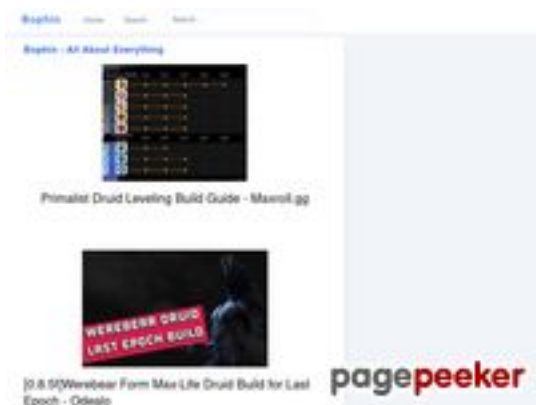 Bophin
Home Search
Bophin - All About Everything
Primalist Druid Leveling Build Guide - Maxroll.gg
WEREBEAR DRUID
LAST EPOCH BUILD
[0.8.5f]Werebear Form Max Life Druid Build for Last
Epoch - Odealo
pagepeeker